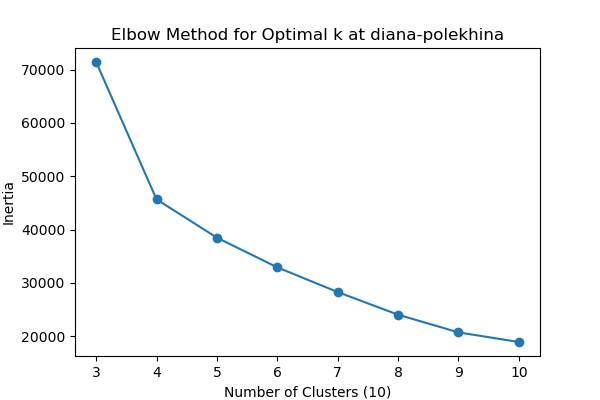 Elbow Method for Optimal k at diana-polekhina
70000
60000
50000
40000
30000
20000
Inertia
3 4 5 6 7 8 9 10
Number of Clusters (10)